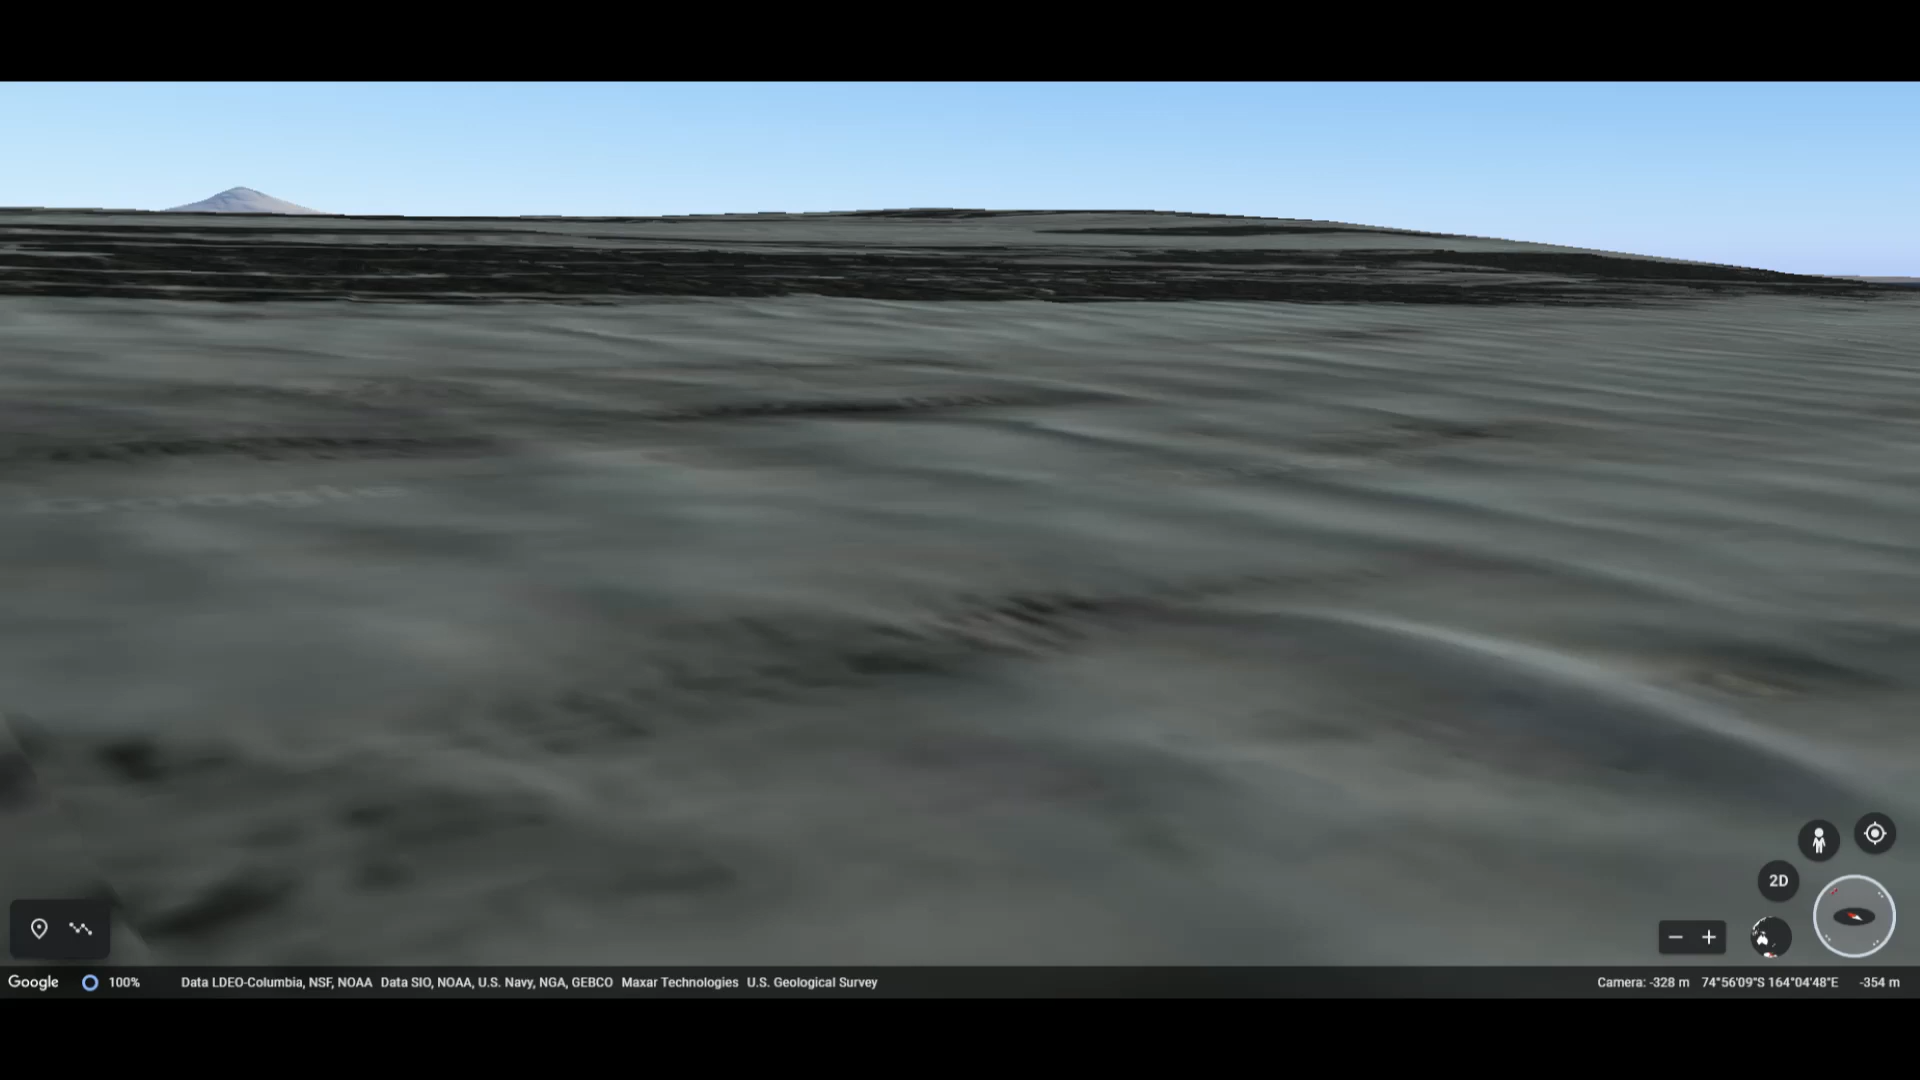 Google
2D
Google 100% Data LDEO-Columbia, NSF, NOAA Data SIO, NOAA, U.S. Navy, NGA, GEBCO Maxar Technologies U.S. Geological Survey Camera: -328 m 74°56'09"S 164°04'48"E -354 m